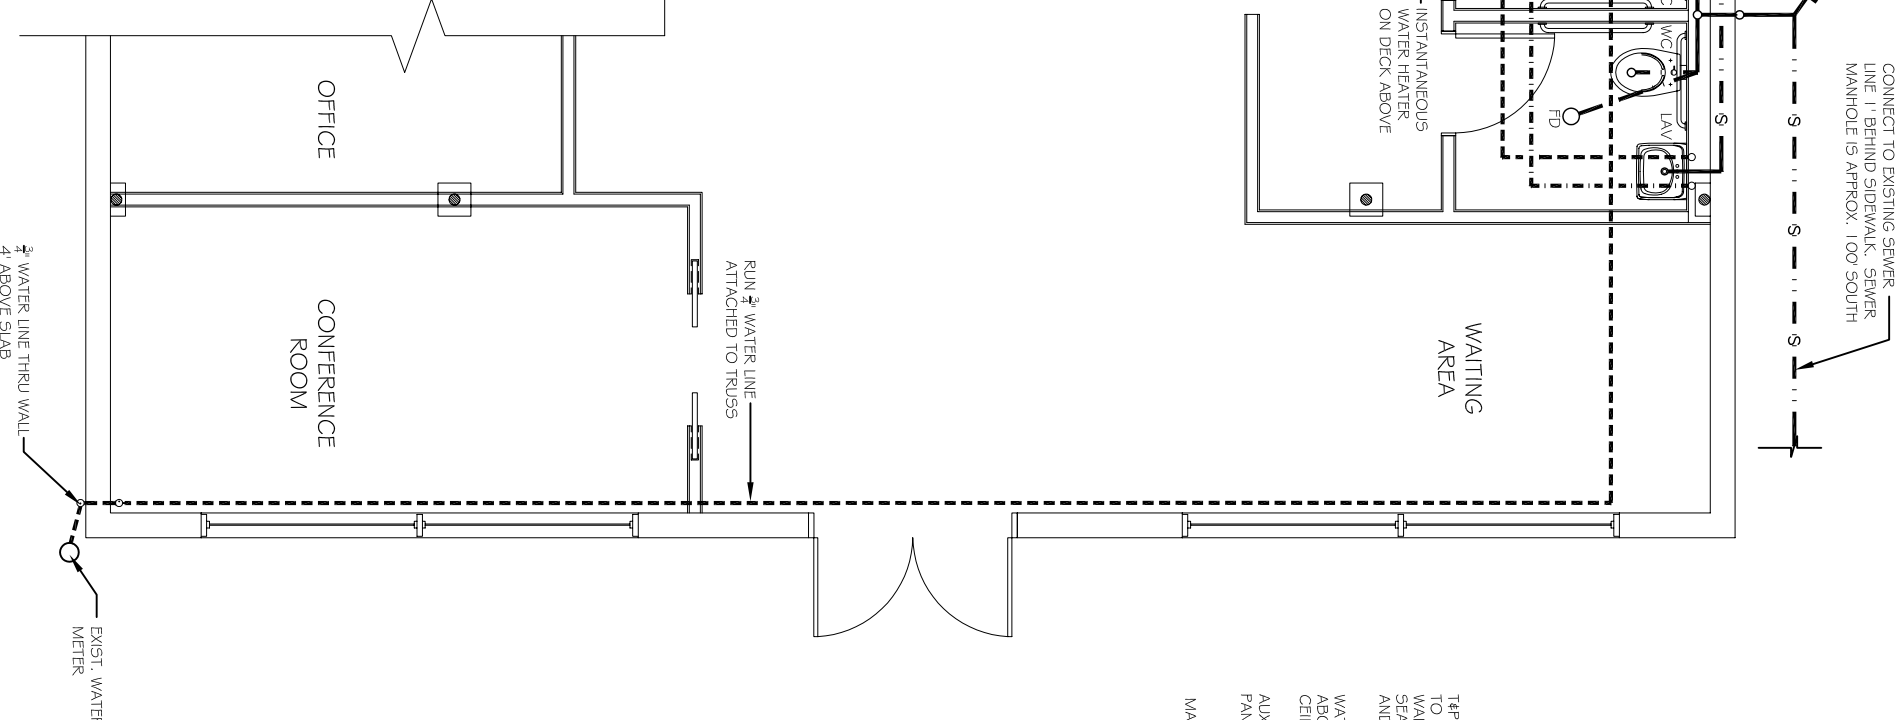 CONNECT TO EXISTING SEWER
LINE 1' BEHIND SIDEWALK. SEWER
MANHOLE IS APPROX. 100' SOUTH
S
S
S
S
WC
LAV
FD
INSTANTANEOUS
WATER HEATER
ON DECK ABOVE
WAITING
AREA
RUN 3/4" WATER LINE
ATTACHED TO TRUSS
OFFICE
CONFERENCE
ROOM
3/4" WATER LINE THRU WALL
4' ABOVE SLAB
EXIST. WATER
METER
T&P
TO
AND